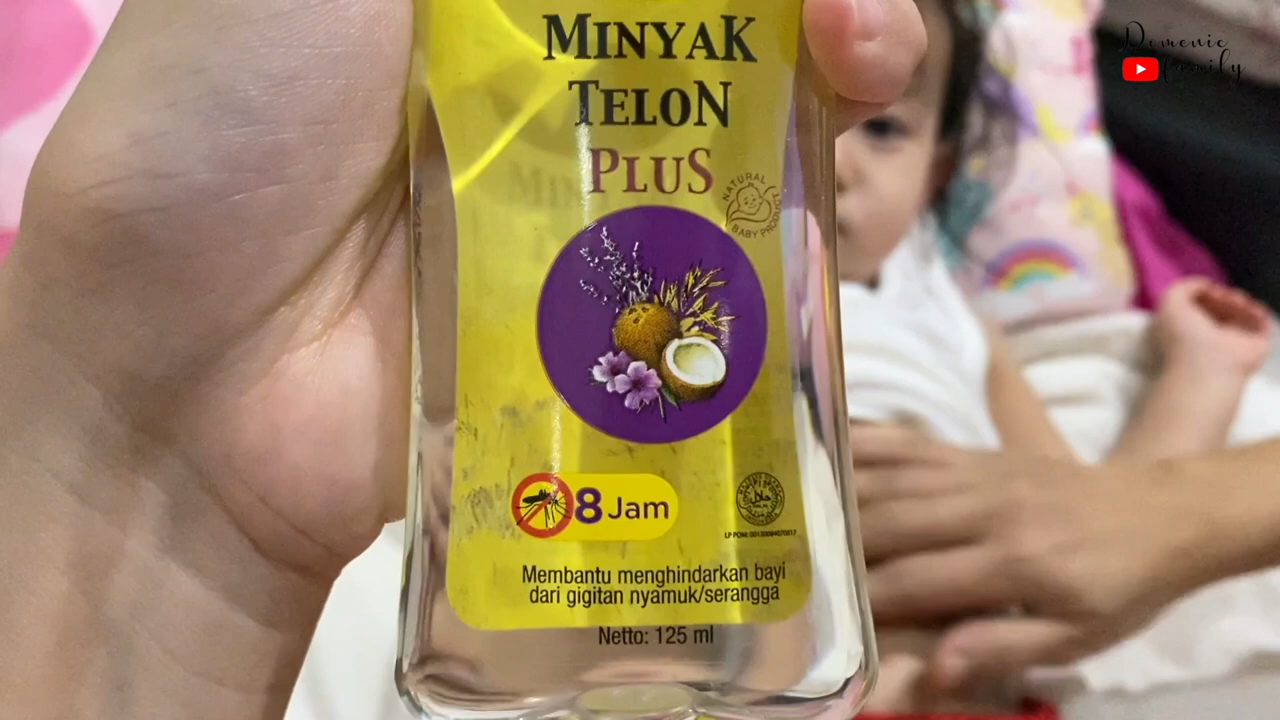 Domenic
family
MINYAK
TELON
PLUS
NATURAL
BABY PRODUCT
8 Jam
Membantu menghindarkan bayi
dari gigitan nyamuk/serangga
Netto: 125 ml